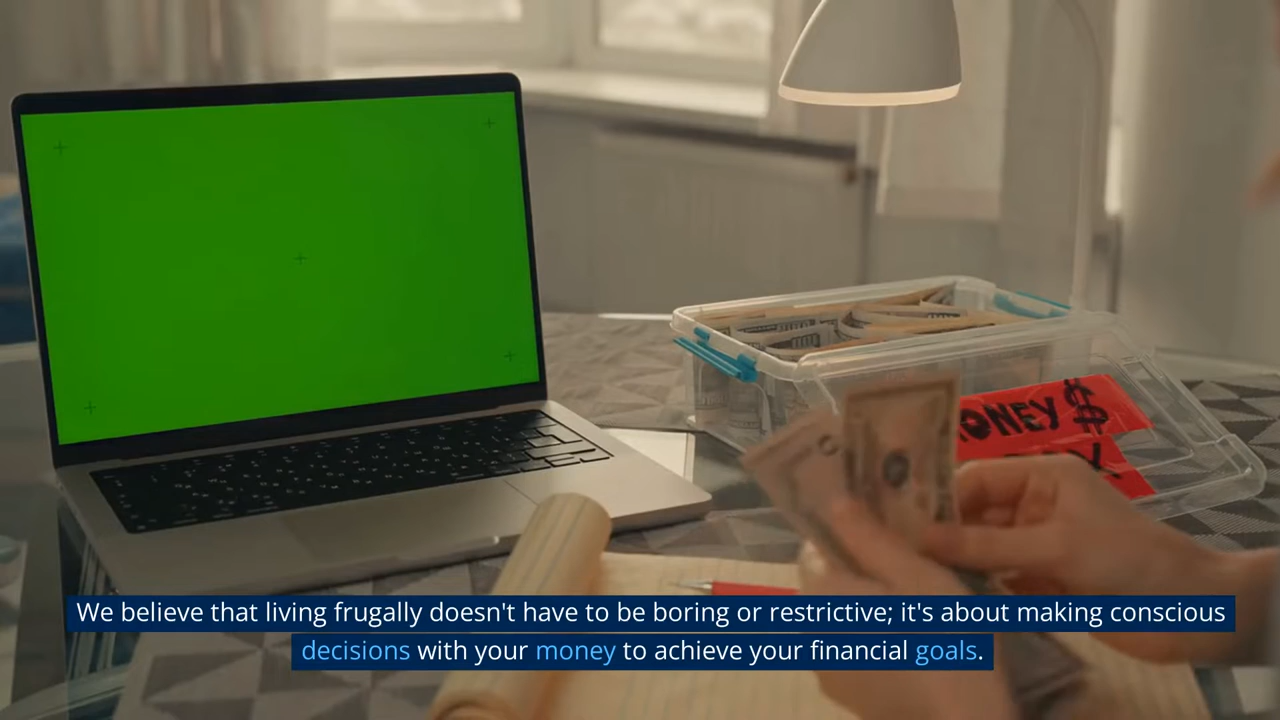 ONEY $
We believe that living frugally doesn't have to be boring or restrictive; it's about making conscious
decisions with your money to achieve your financial goals.